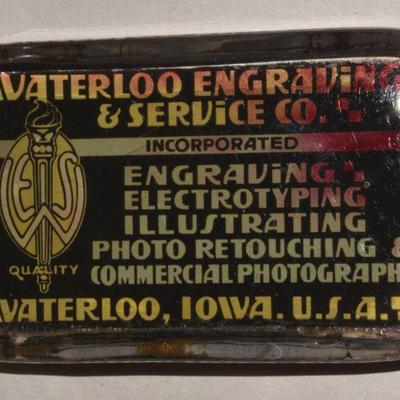 WATERLOO ENGRAVING
& SERVICE CO.
INCORPORATED
ENGRAVING
ELECTROTYPING
ILLUSTRATING
PHOTO RETOUCHING &
COMMERCIAL PHOTOGRAPH
QUALITY
WATERLOO, IOWA. U.S.A.